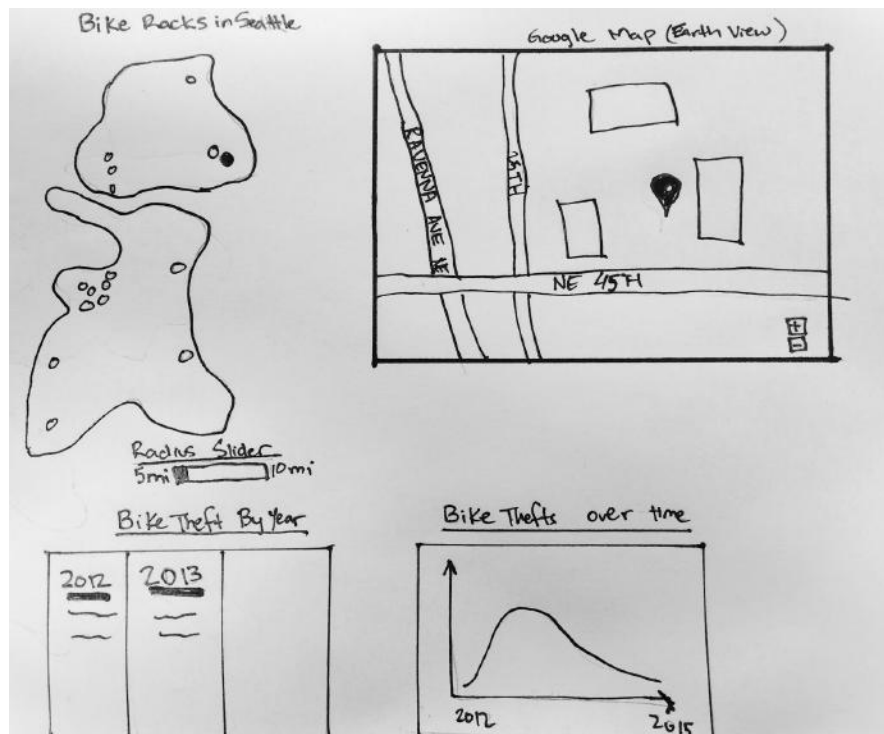 Bike Racks in Seattle
Google Map (Earth View)
RAVENNA AVE NE
25TH
NE 45TH
+
-
Radius Slider
5mi 10mi
Bike Theft By Year
2012 2013
Bike Thefts over time
2012 2015